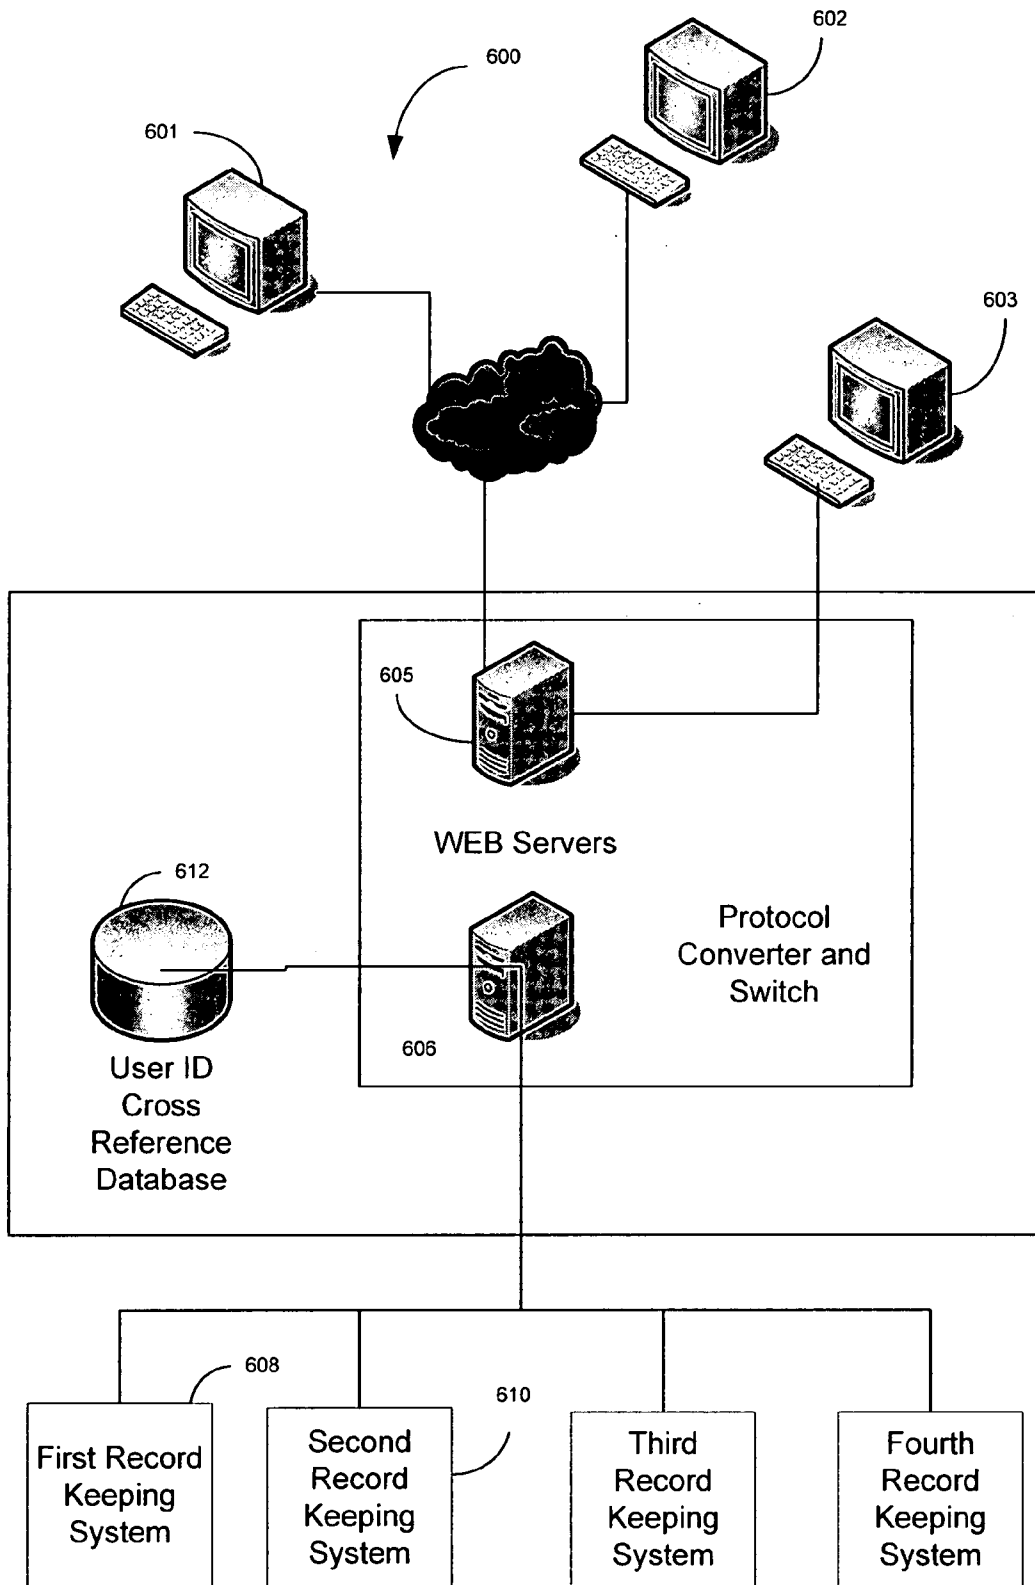 602
600
601
603
605
WEB Servers
612
Protocol
Converter and
Switch
606
User ID
Cross
Reference
Database
608
610
First Record
Keeping
System
Second
Record
Keeping
System
Third
Record
Keeping
System
Fourth
Record
Keeping
System